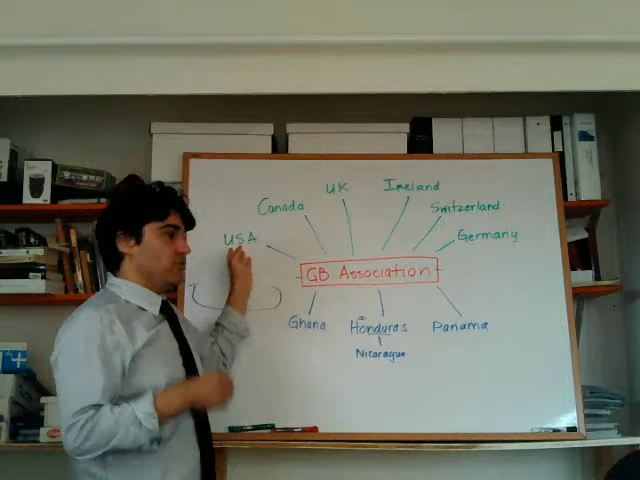 UK
Ireland
Canada
Switzerland
USA
Germany
GB Association
Ghana
Honduras
Panama
Nicaragua